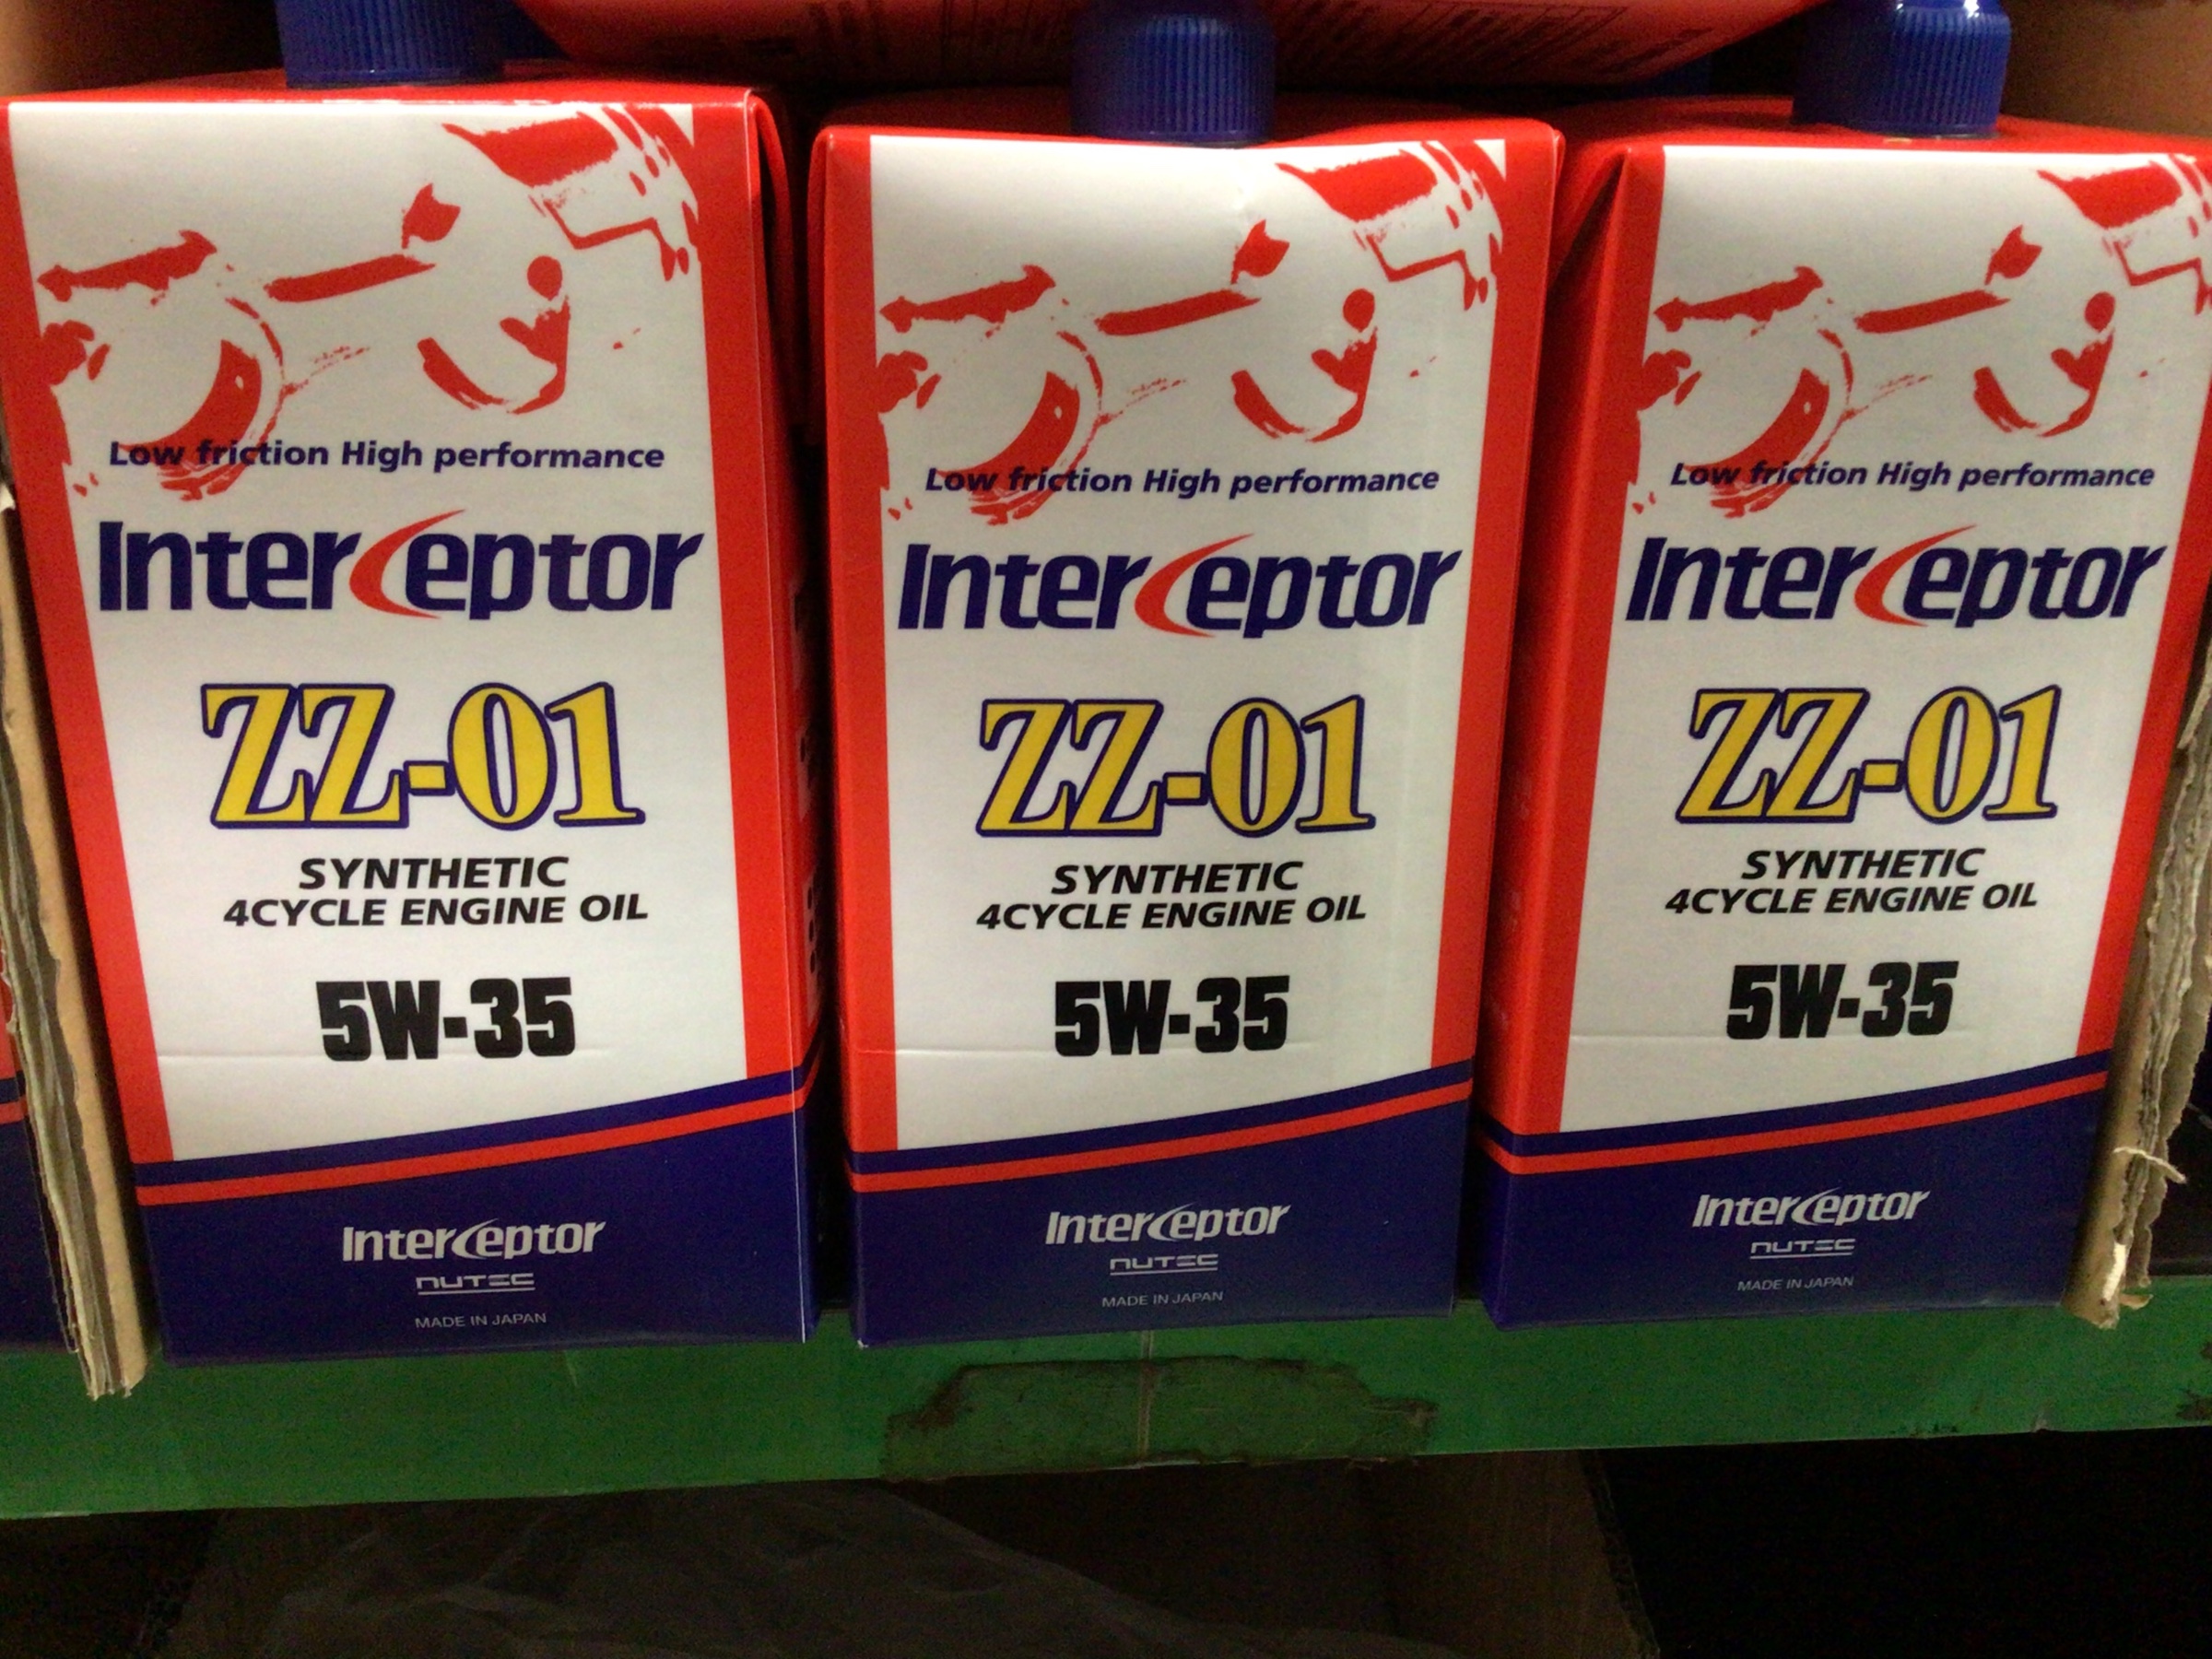 Low friction High performance
Interceptor
ZZ-01
SYNTHETIC
4CYCLE ENGINE OIL
5W-35
Interceptor
NUTEC
MADE IN JAPAN
Low friction High performance
Interceptor
ZZ-01
SYNTHETIC
4CYCLE ENGINE OIL
5W-35
Interceptor
NUTEC
MADE IN JAPAN
Low friction High performance
Interceptor
ZZ-01
SYNTHETIC
4CYCLE ENGINE OIL
5W-35
Interceptor
NUTEC
MADE IN JAPAN